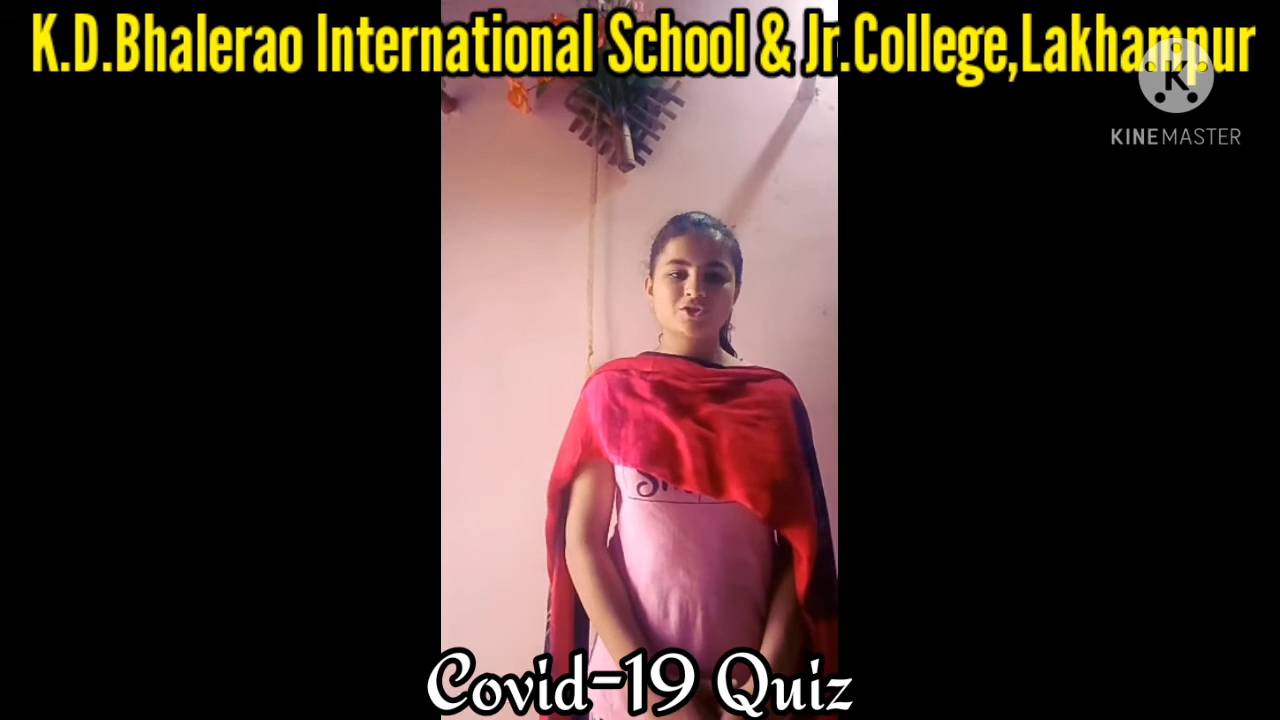 K.D.Bhalerao International School & Jr.College,Lakhampur
K
KINEMASTER
Covid-19 Quiz